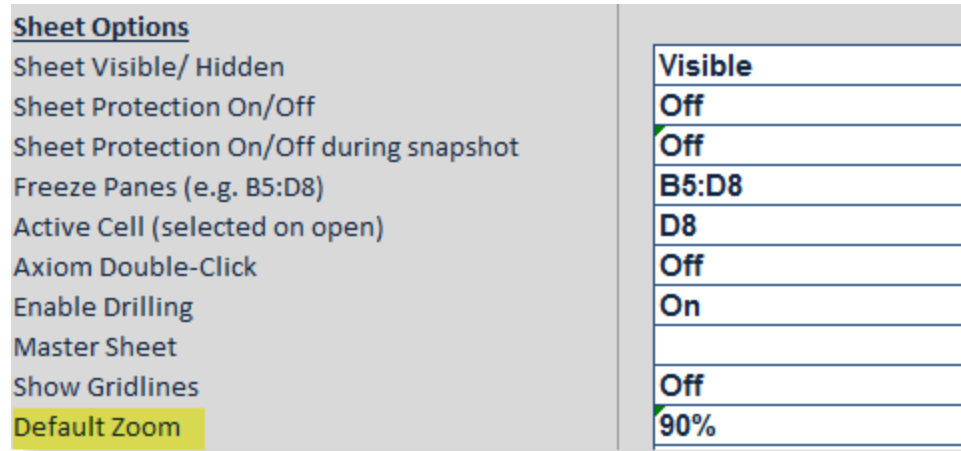 Sheet Options
Sheet Visible/ Hidden Visible
Sheet Protection On/Off Off
Sheet Protection On/Off during snapshot Off
Freeze Panes (e.g. B5:D8) B5:D8
Active Cell (selected on open) D8
Axiom Double-Click Off
Enable Drilling On
Master Sheet
Show Gridlines Off
Default Zoom 90%